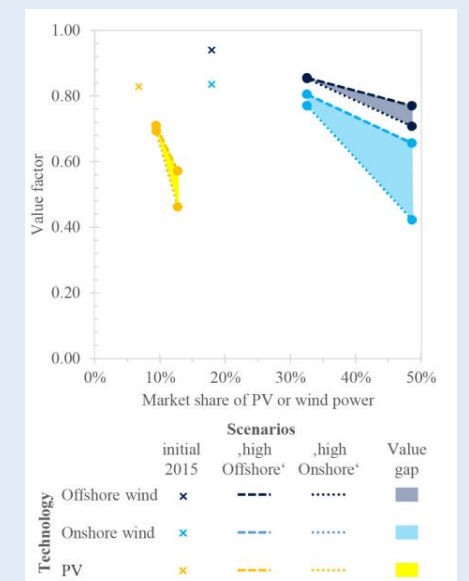 1.00
0.80
0.60
0.40
0.20
0.00
Value factor
0% 10% 20% 30% 40% 50%
Market share of PV or wind power
Scenarios
initial ‚high ‚high Value
2015 Offshore‘ Onshore‘ gap
Technology
Offshore wind
Onshore wind
PV